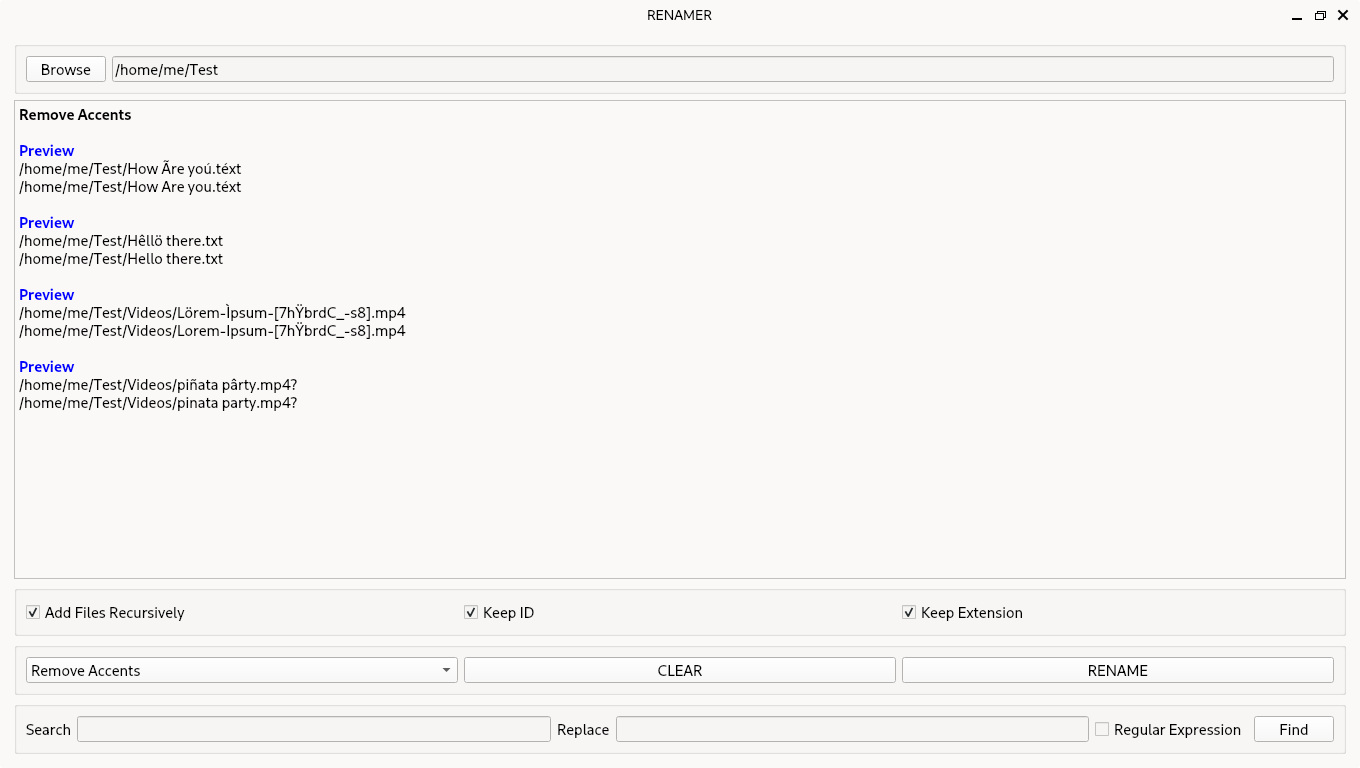 RENAMER
Browse /home/me/Test
Remove Accents
Preview
/home/me/Test/How Ãre yoú.téxt
/home/me/Test/How Are you.téxt
Preview
/home/me/Test/Hêllö there.txt
/home/me/Test/Hello there.txt
Preview
/home/me/Test/Videos/Lörem-Ìpsum-[7hŸbrdC_-s8].mp4
/home/me/Test/Videos/Lorem-Ipsum-[7hŸbrdC_-s8].mp4
Preview
/home/me/Test/Videos/piñata pârty.mp4?
/home/me/Test/Videos/pinata party.mp4?
Add Files Recursively Keep ID Keep Extension
Remove Accents CLEAR RENAME
Search Replace Regular Expression Find